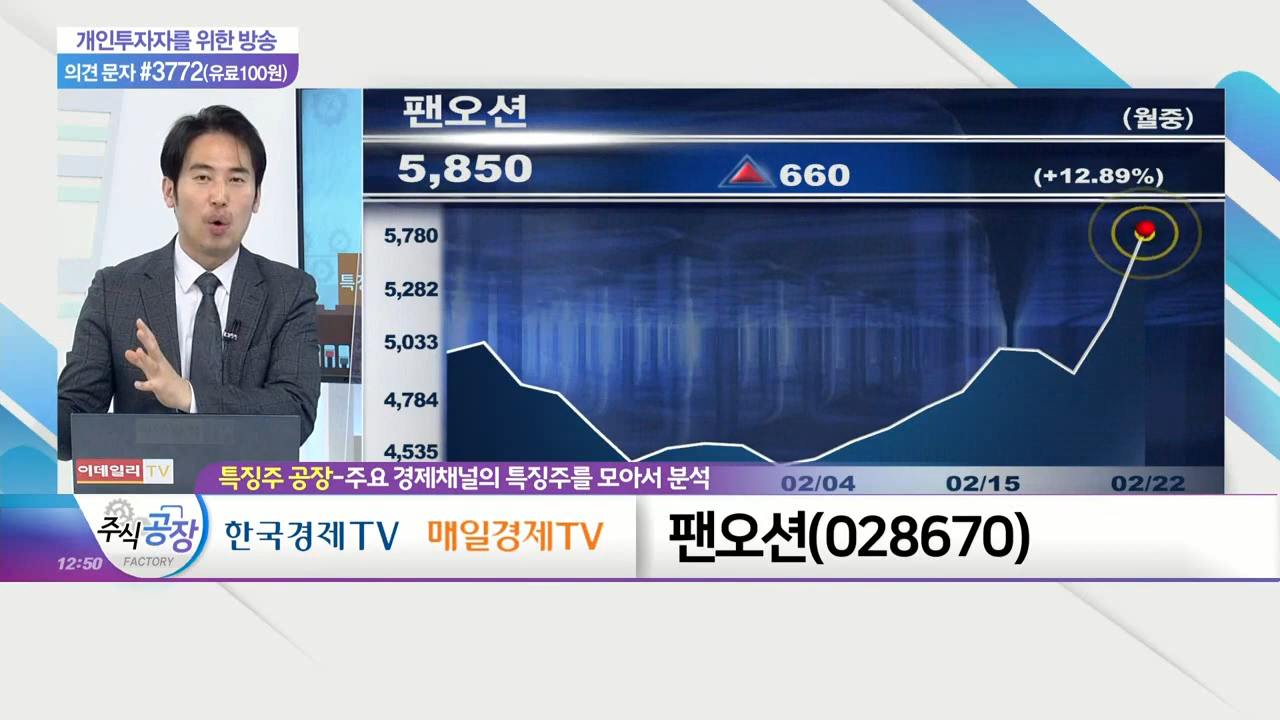 개인투자자를 위한 방송
의견 문자 #3772(유료100원)
팬오션
(월중)
5,850
660
(+12.89%)
5,780
5,282
5,033
4,784
4,535
02/04
02/15
02/22
특징
이데일리 TV
특징주 공장-주요 경제채널의 특징주를 모아서 분석
주식공장
FACTORY
12:50
한국경제TV
매일경제TV
팬오션(028670)